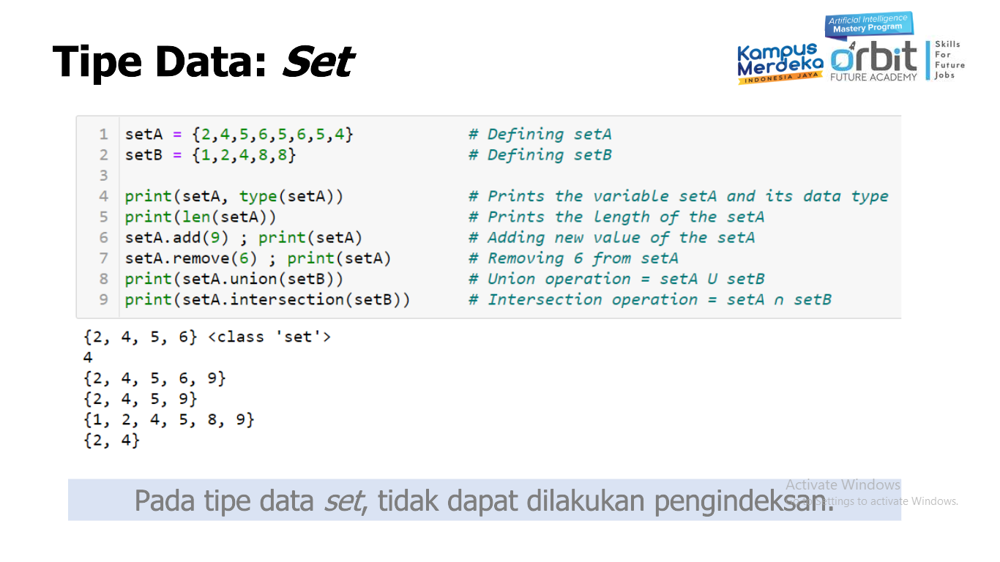 Tipe Data: Set
Artificial Intelligence
Mastery Program
Kampus
Merdeka
INDONESIA JAYA
orbit
FUTURE ACADEMY
Skills
For
Future
Jobs
1 setA = {2,4,5,6,5,6,5,4} # Defining setA
2 setB = {1,2,4,8,8} # Defining setB
3
4 print(setA, type(setA)) # Prints the variable setA and its data type
5 print(len(setA)) # Prints the length of the setA
6 setA.add(9) ; print(setA) # Adding new value of the setA
7 setA.remove(6) ; print(setA) # Removing 6 from setA
8 print(setA.union(setB)) # Union operation = setA U setB
9 print(setA.intersection(setB)) # Intersection operation = setA ∩ setB
{2, 4, 5, 6} <class 'set'>
4
{2, 4, 5, 6, 9}
{2, 4, 5, 9}
{1, 2, 4, 5, 8, 9}
{2, 4}
Pada tipe data set, tidak dapat dilakukan pengindeksan.
Activate Windows
Go to Settings to activate Windows.